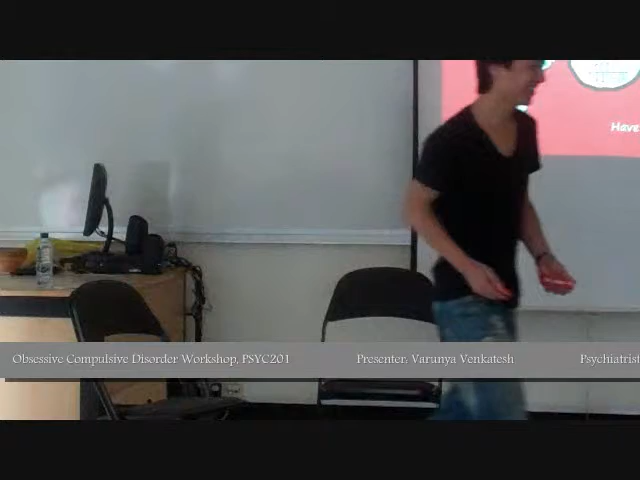 Have
Obsessive Compulsive Disorder Workshop, PSYC201 Presenter: Varunya Venkatesh Psychiatrist